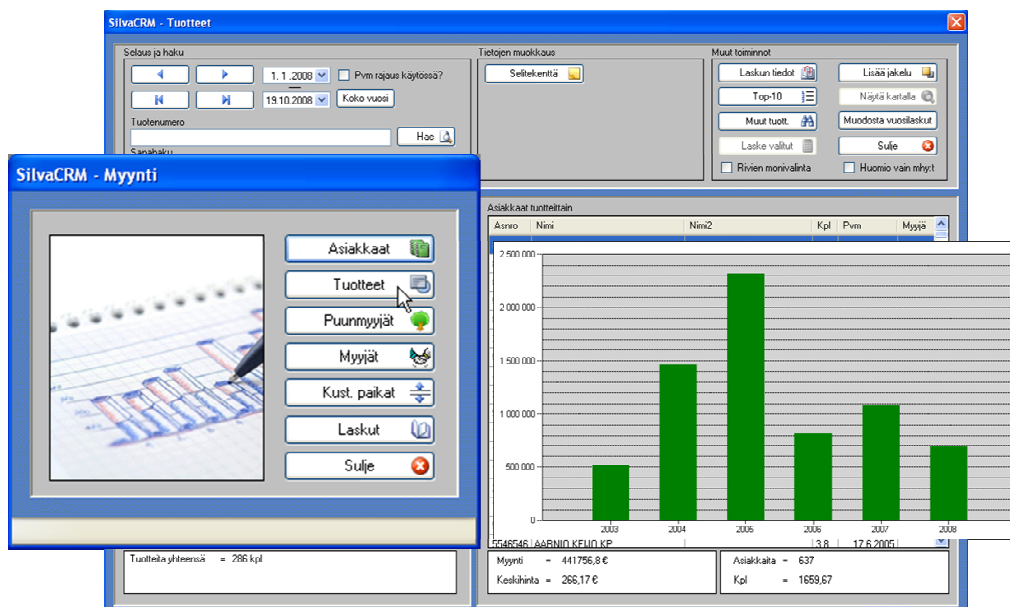 SilvaCRM - Tuotteet
Selaus ja haku
1. 1 .2008
Pvm rajaus käytössä?
19.10.2008
Koko vuosi
Tuotenumero
Hae
Sanahaku
Tietojen muokkaus
Selitekenttä
Muut toiminnot
Laskun tiedot
Lisää jakelu
Top-10
Näytä kartalla
Muut tuott.
Muodosta vuosilaskut
Laske valitut
Sulje
Rivien monivalinta
Huomio vain mhy:t
SilvaCRM - Myynti
Asiakkaat
Tuotteet
Puunmyyjät
Myyjät
Kust. paikat
Laskut
Sulje
Asiakkaat tuotteittain
Asnro Nimi Nimi2 Kpl Pvm Myyjä
2 500 000
2 000 000
1 500 000
1 000 000
500 000
0
2003 2004 2005 2006 2007 2008
5546546 AARNIO KEIJO KP 3,8 17.6.2005
Tuotteita yhteensä = 286 kpl
Myynti = 441756,8 €
Keskihinta = 266,17 €
Asiakkaita = 637
Kpl = 1659,67